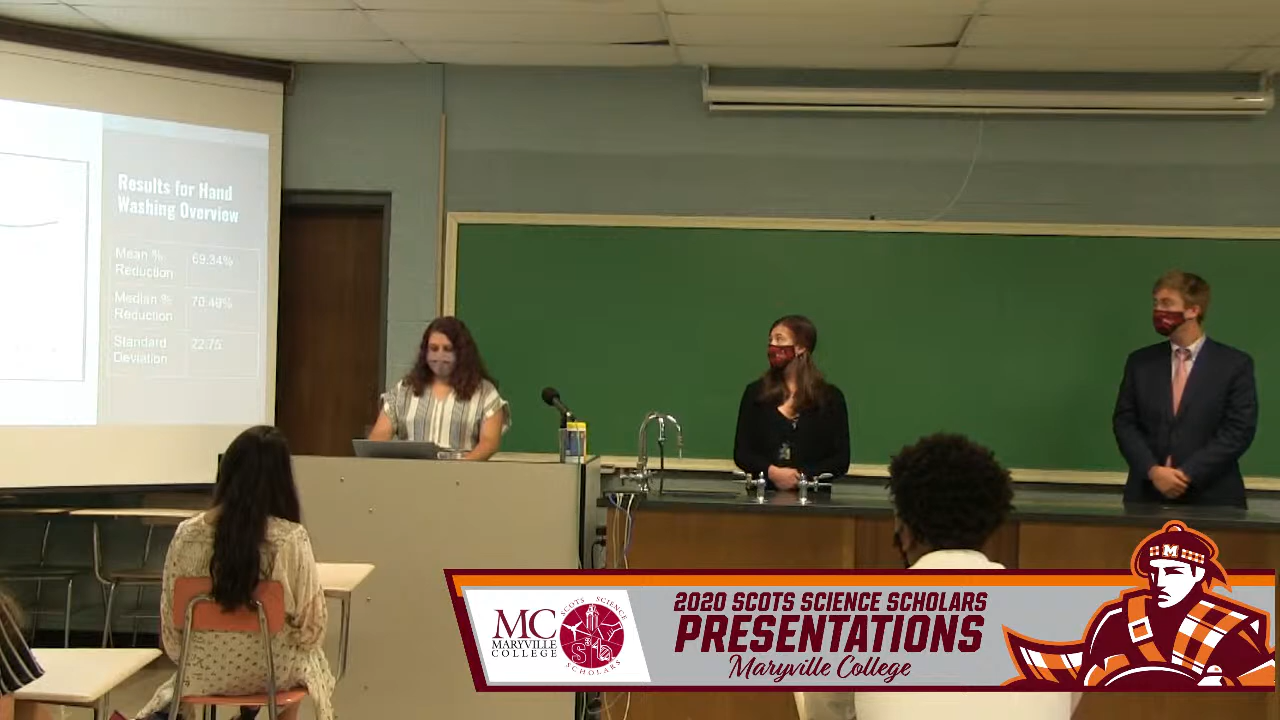 Results for Hand
Washing Overview
Mean %
Reduction
69.34%
Median %
Reduction
70.49%
Standard
Deviation
22.75
MC
MARYVILLE
COLLEGE
SCOTS SCIENCE
SCHOLARS
2020 SCOTS SCIENCE SCHOLARS
PRESENTATIONS
Maryville College
M